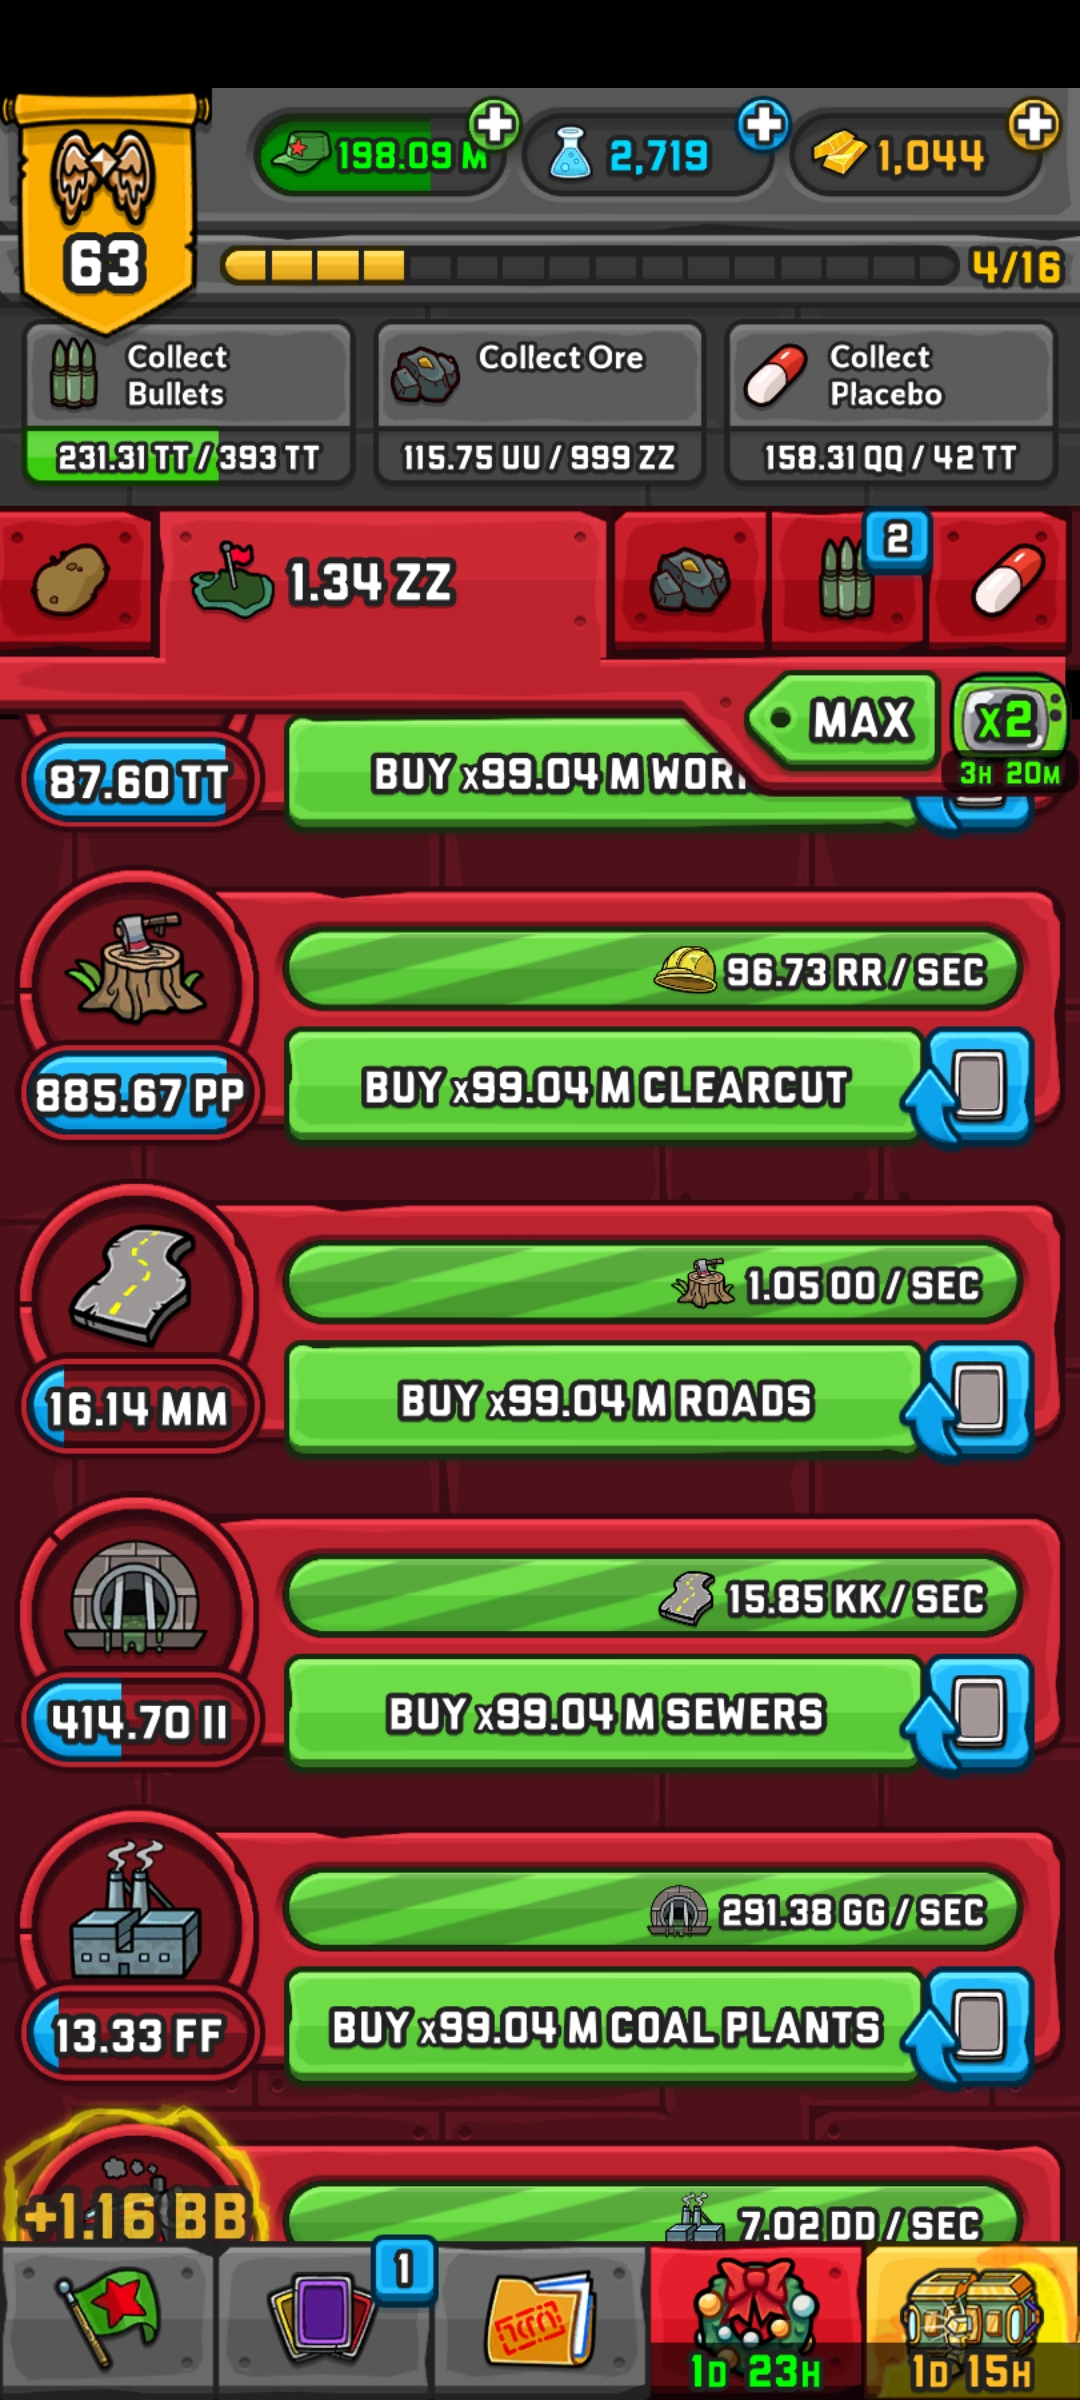 198.09 M
2,719
1,044
63
4/16
Collect Bullets
231.31 TT / 393 TT
Collect Ore
115.75 UU / 999 ZZ
Collect Placebo
158.31 QQ / 42 TT
1.34 ZZ
2
MAX
x2
3H 20M
87.60 TT
BUY x99.04 M
96.73 RR / SEC
885.67 PP
BUY x99.04 M CLEARCUT
1.05 OO / SEC
16.14 MM
BUY x99.04 M ROADS
15.85 KK / SEC
414.70 II
BUY x99.04 M SEWERS
291.38 GG / SEC
13.33 FF
BUY x99.04 M COAL PLANTS
+1.16 BB
7.02 DD / SEC
1
1D 23H
1D 15H